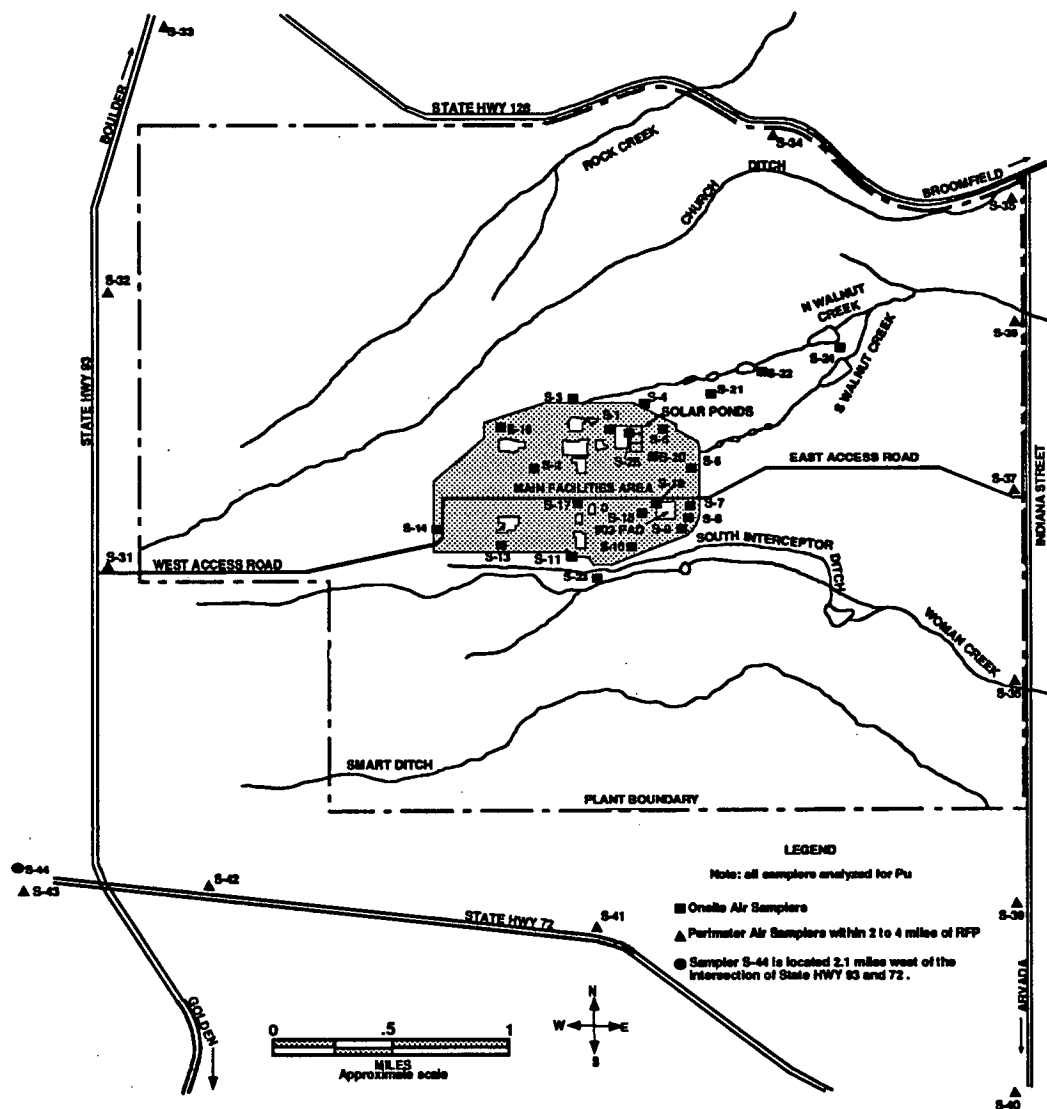 S-33
BOULDER
STATE HWY 128
ROCK CREEK
S-34
CHURCH
DITCH
BROOMFIELD
S-35
S-32
STATE HWY 93
N WALNUT
CREEK
S-24
S-22
S-21
S WALNUT CREEK
S-3
S-4
SOLAR PONDS
S-1
S-2
S-20
S-6
EAST ACCESS ROAD
S-37
INDIANA STREET
MAIN FACILITIES AREA
S-17
S-7
S-8
S-9
S-14
S-13
S-11
S-10
SOUTH INTERCEPTOR
DITCH
S-31
WEST ACCESS ROAD
S-23
WOMAN CREEK
SMART DITCH
PLANT BOUNDARY
S-44
S-43
S-42
STATE HWY 72
S-41
S-39
LEGEND
Note: all samplers analyzed for Pu
Onsite Air Samplers
Perimeter Air Samplers within 2 to 4 miles of RFP
Sampler S-44 is located 2.1 miles west of the
intersection of State HWY 93 and 72 .
GOLDEN
ARVADA
N
W E
S
0 .5 1
MILES
Approximate scale
S-40